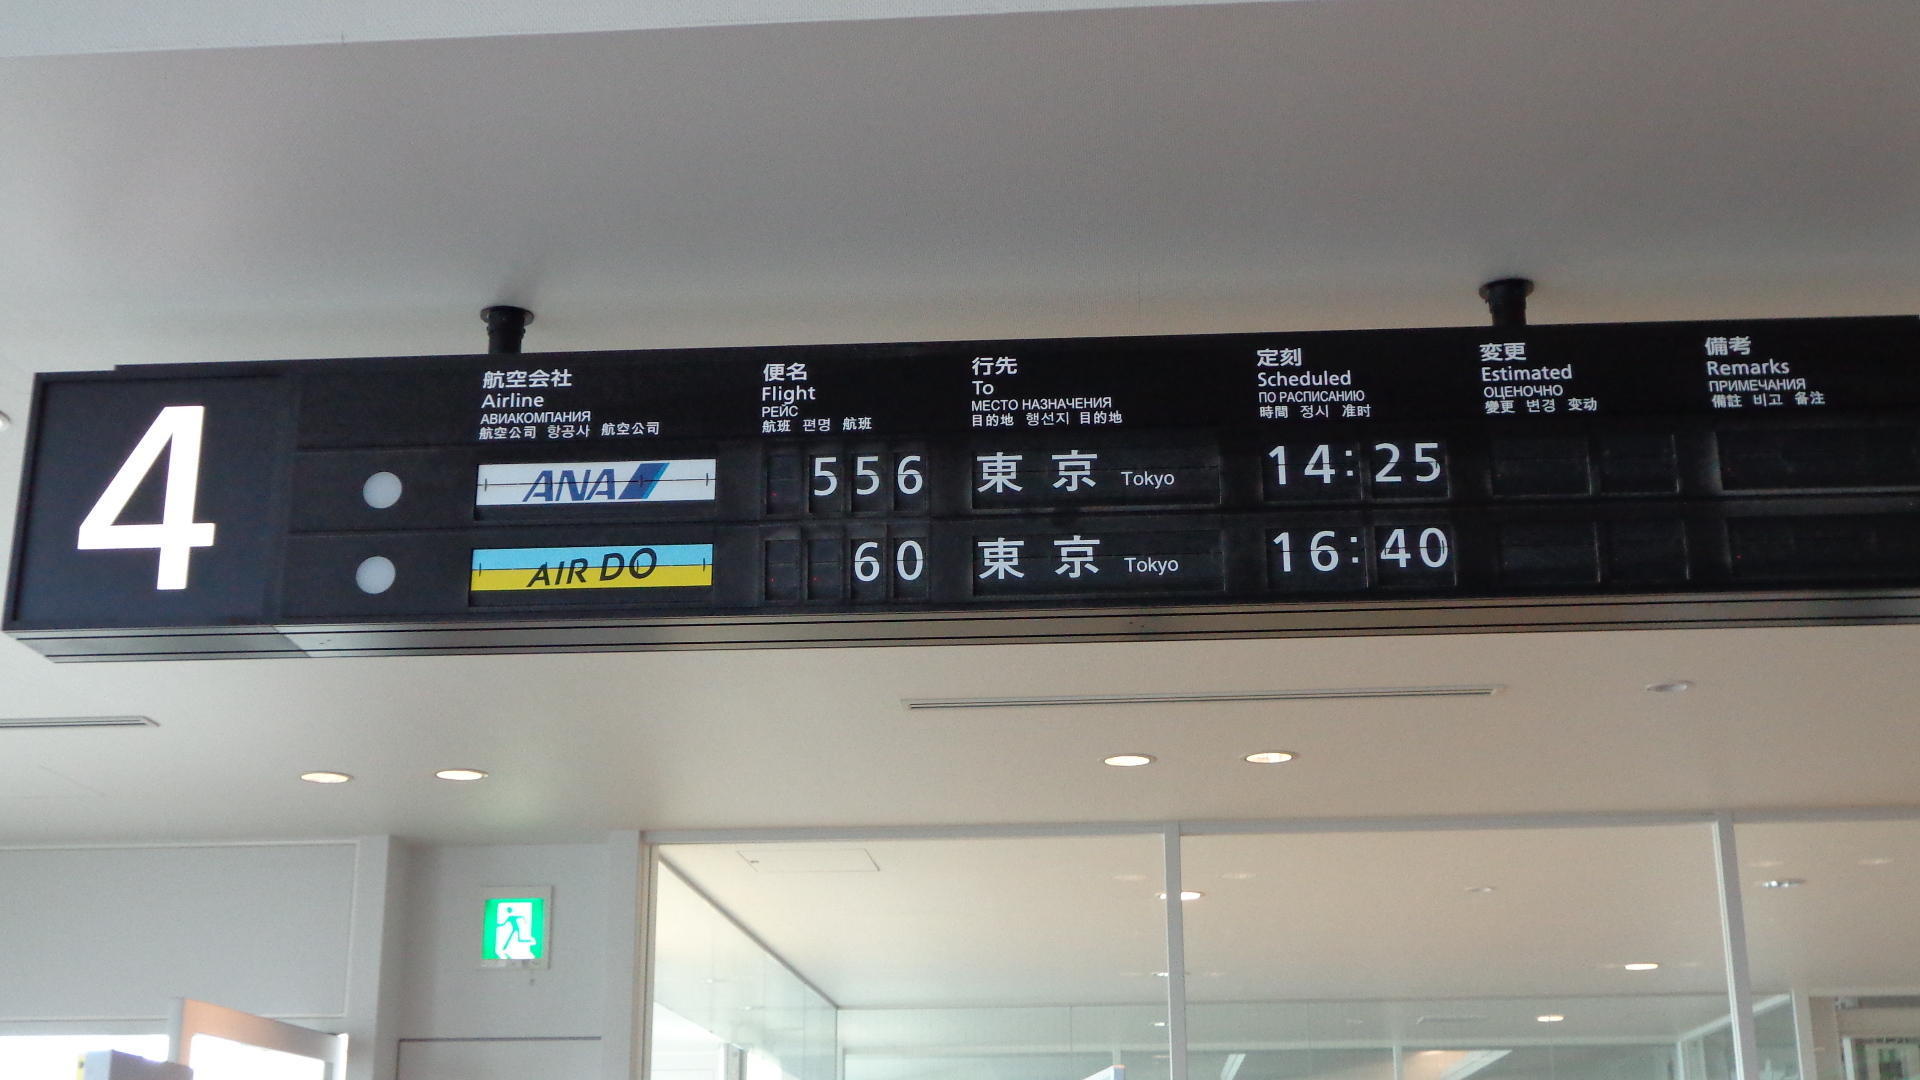 4
航空会社 便名 行先 定刻 変更 備考
Airline Flight To Scheduled Estimated Remarks
АВИАКОМПАНИЯ РЕЙС МЕСТО НАЗНАЧЕНИЯ ПО РАСПИСАНИЮ ОЦЕНОЧНО ПРИМЕЧАНИЯ
航空公司 항공사 航空公司 航班 편명 航班 目的地 행선지 目的地 時間 정시 准时 變更 변경 变动 備註 비고 备注
ANA 556 東京 Tokyo 14:25
AIR DO 60 東京 Tokyo 16:40